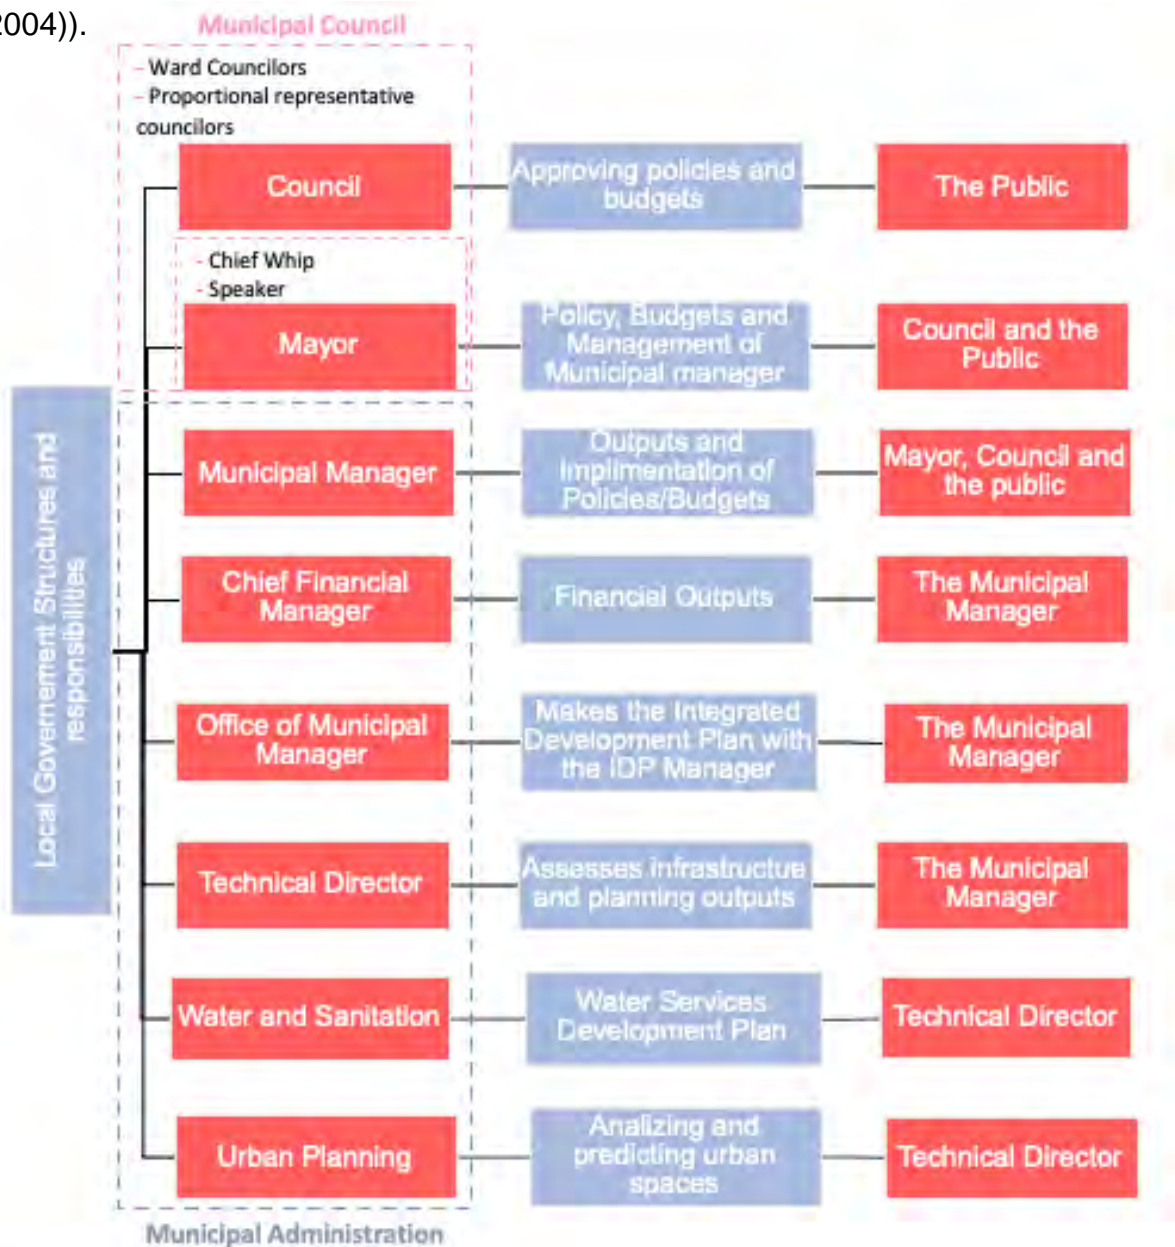 2004)).
Municipal Council
- Ward Councilors
- Proportional representative
councilors
Council
Approving policies and
budgets
The Public
- Chief Whip
- Speaker
Mayor
Policy, Budgets and
Management of
Municipal manager
Council and the
Public
Local Governement Structures and
responsibilities
Municipal Manager
Outputs and
Implimentation of
Policies/Budgets
Mayor, Council and
the public
Chief Financial
Manager
Financial Outputs
The Municipal
Manager
Office of Municipal
Manager
Makes the Integrated
Development Plan with
the IDP Manager
The Municipal
Manager
Technical Director
Assesses infrastructue
and planning outputs
The Municipal
Manager
Water and Sanitation
Water Services
Development Plan
Technical Director
Urban Planning
Analizing and
predicting urban
spaces
Technical Director
Municipal Administration